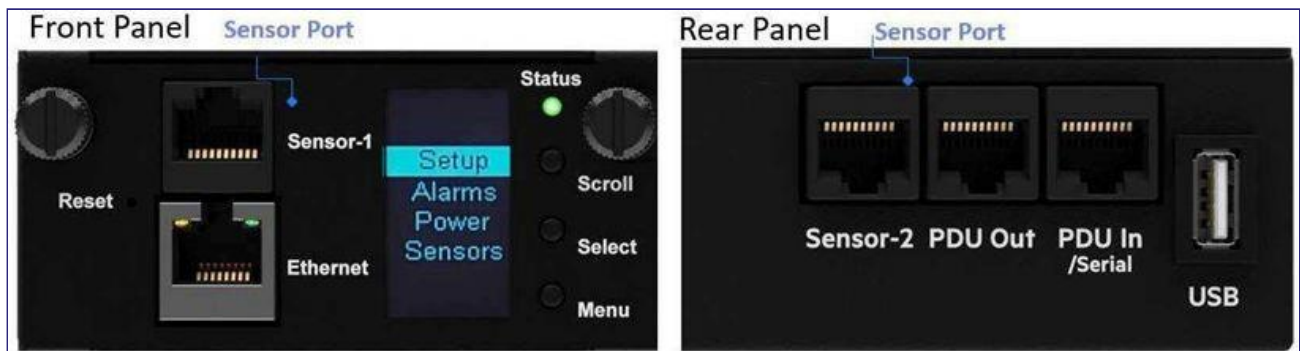 Front Panel
Sensor Port
Status
Sensor-1
Setup
Alarms
Power
Sensors
Scroll
Reset
Select
Ethernet
Menu
Rear Panel
Sensor Port
Sensor-2 PDU Out PDU In
/Serial
USB